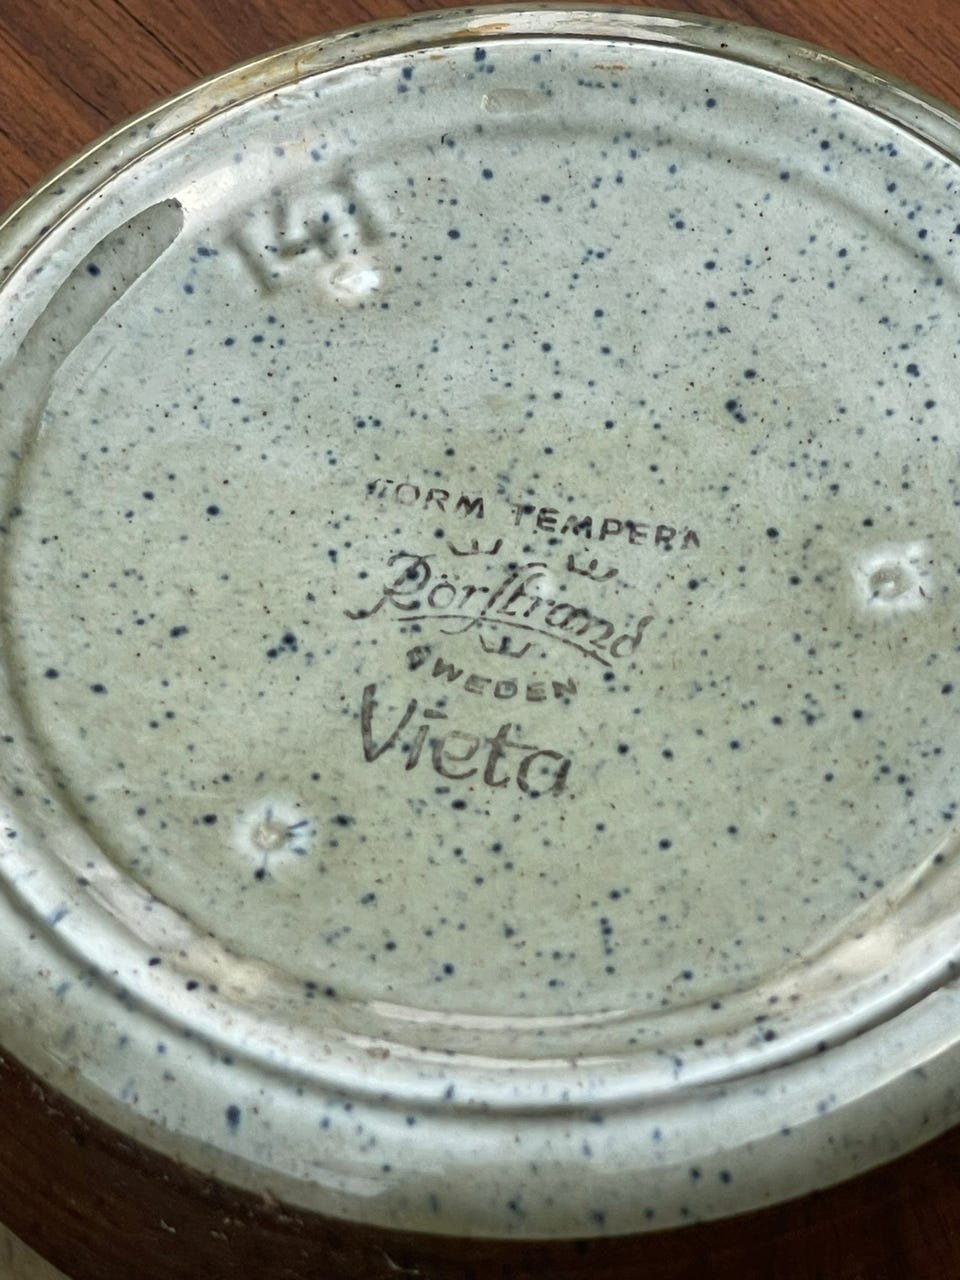 141
FORM TEMPERA
Rörstrand
SWEDEN
Vieta